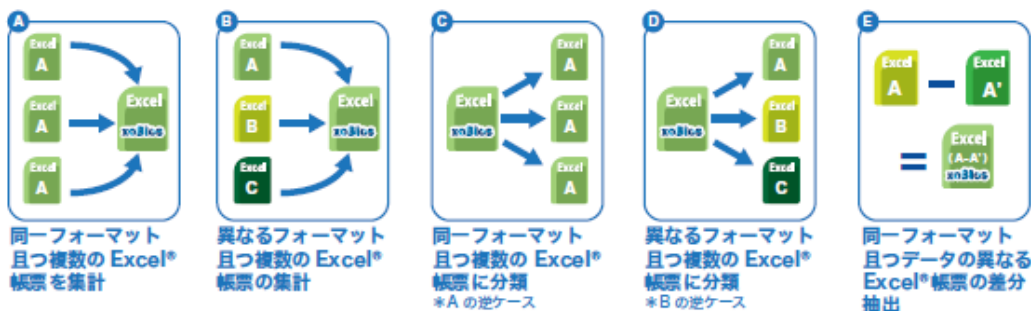 A
Excel
A
Excel
A
Excel
A
Excel
xoBlos
同一フォーマット
且つ複数の Excel®
帳票を集計
B
Excel
A
Excel
B
Excel
C
Excel
xoBlos
異なるフォーマット
且つ複数の Excel®
帳票の集計
C
Excel
xoBlos
Excel
A
Excel
A
Excel
A
同一フォーマット
且つ複数の Excel®
帳票に分類
*A の逆ケース
D
Excel
xoBlos
Excel
A
Excel
B
Excel
C
異なるフォーマット
且つ複数の Excel®
帳票に分類
*B の逆ケース
E
Excel
A
−
Excel
A'
=
Excel
(A-A')
xoBlos
同一フォーマット
且つデータの異なる
Excel®帳票の差分
抽出